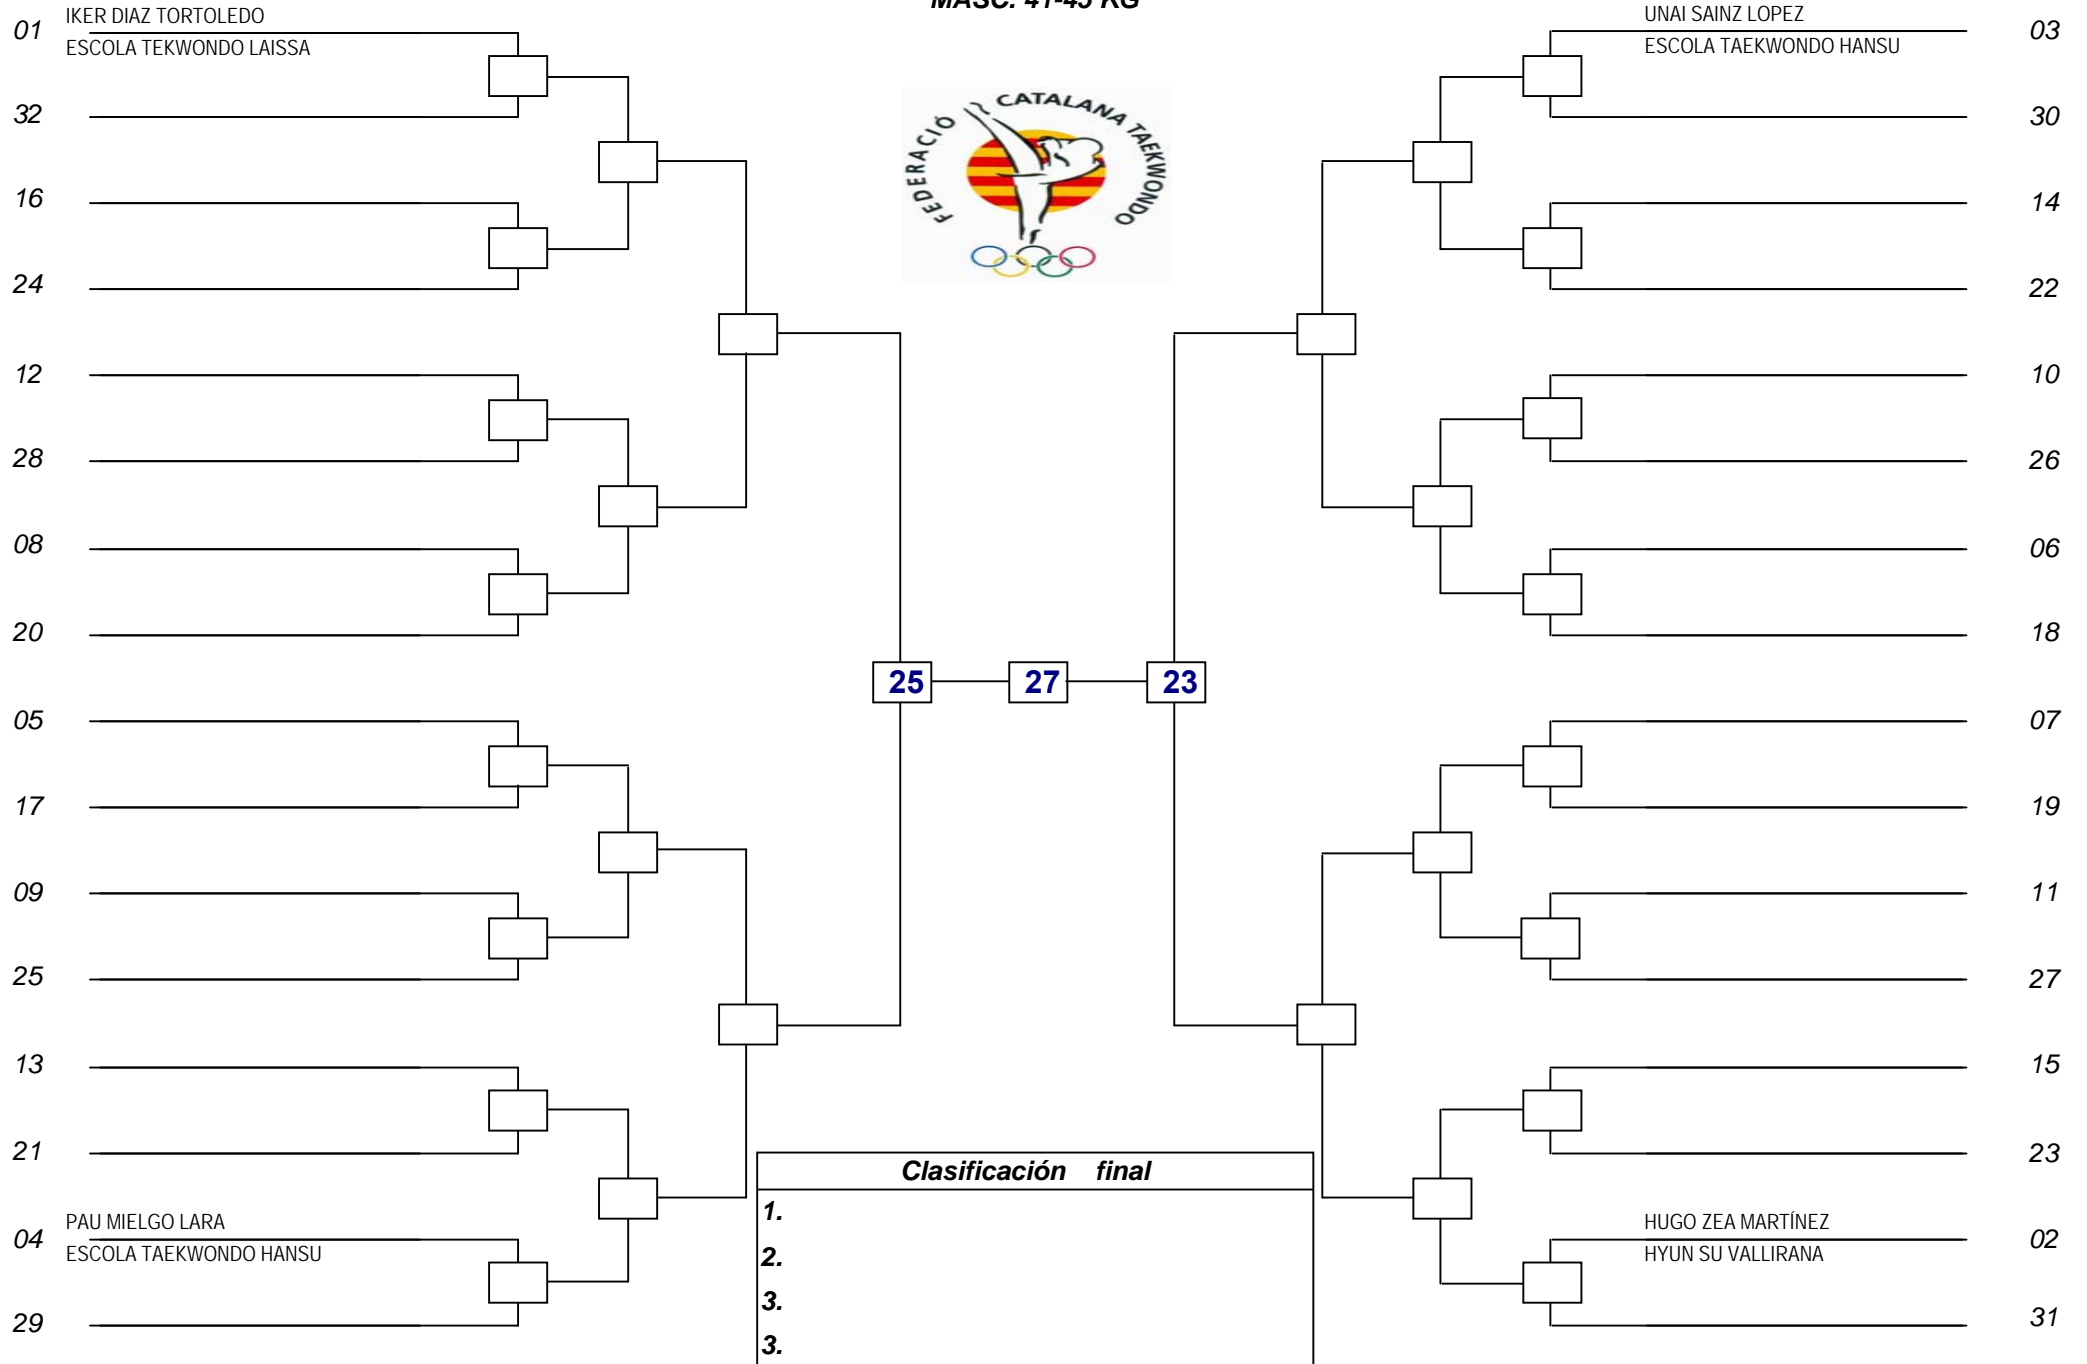 MASC. 41-45 KG
01 IKER DIAZ TORTOLEDO
ESCOLA TEKWONDO LAISSA
32
16
24
12
28
08
20
05
17
09
25
13
21
04 PAU MIELGO LARA
ESCOLA TAEKWONDO HANSU
29
FEDERACIÓ CATALANA TAEKWONDO
25 27 23
UNAI SAINZ LOPEZ 03
ESCOLA TAEKWONDO HANSU
30
14
22
10
26
06
18
07
19
11
27
15
23
HUGO ZEA MARTÍNEZ 02
HYUN SU VALLIRANA
31
Clasificación final
1.
2.
3.
3.